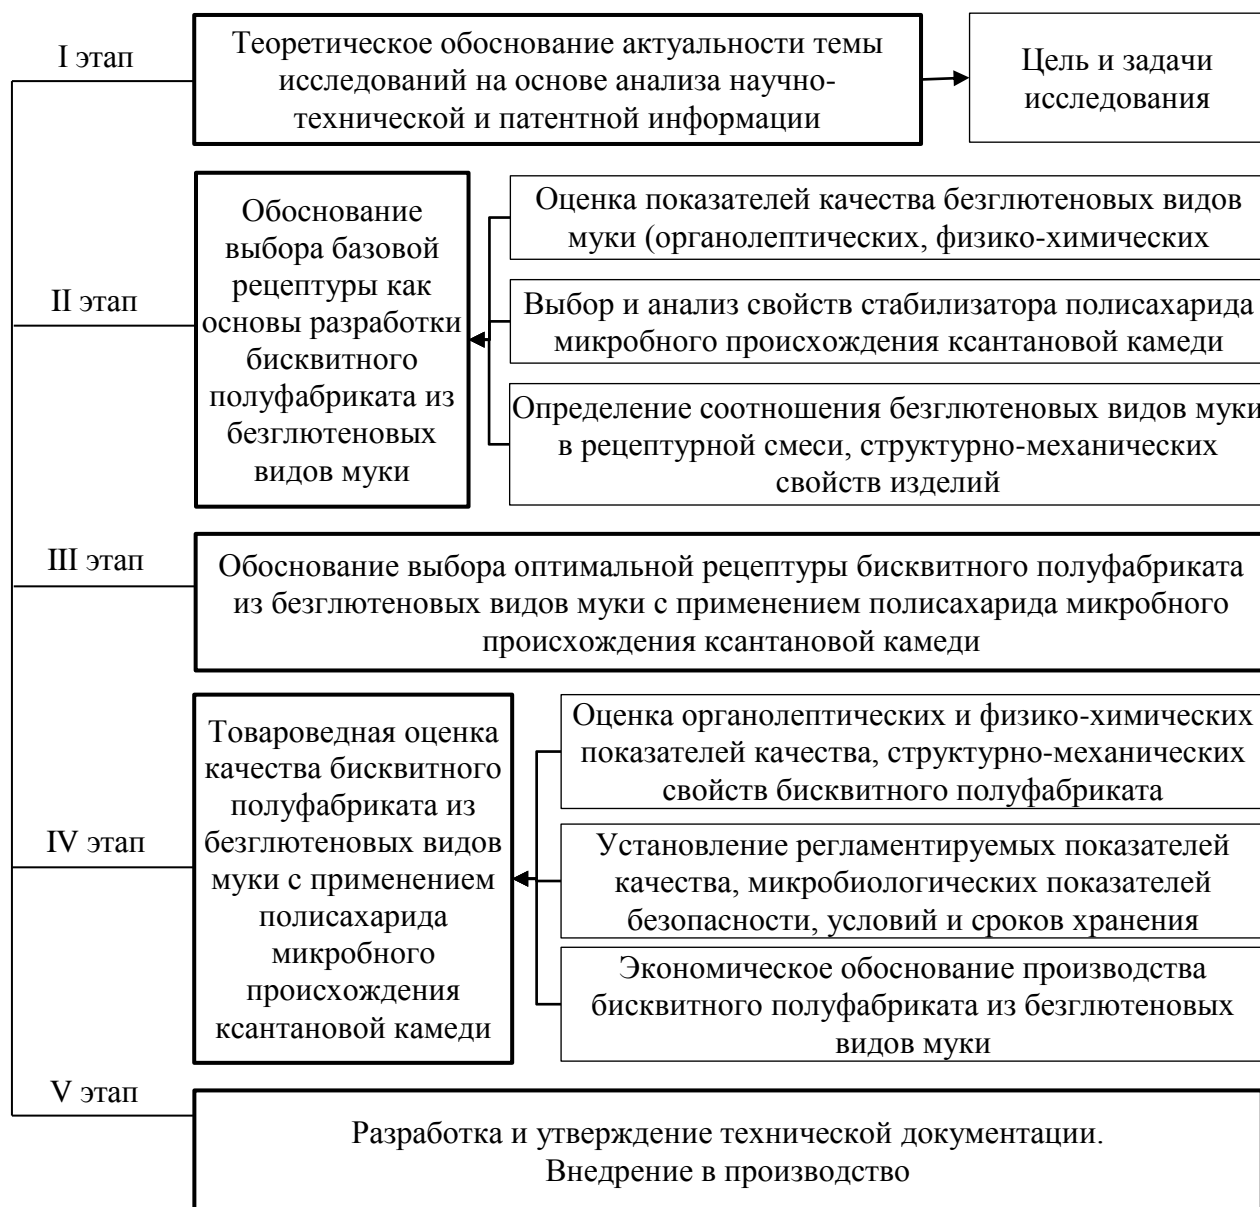 I этап
Теоретическое обоснование актуальности темы
исследований на основе анализа научно-
технической и патентной информации
Цель и задачи
исследования
II этап
Обоснование
выбора базовой
рецептуры как
основы разработки
бисквитного
полуфабриката из
безглютеновых
видов муки
Оценка показателей качества безглютеновых видов
муки (органолептических, физико-химических
Выбор и анализ свойств стабилизатора полисахарида
микробного происхождения ксантановой камеди
Определение соотношения безглютеновых видов муки
в рецептурной смеси, структурно-механических
свойств изделий
III этап
Обоснование выбора оптимальной рецептуры бисквитного полуфабриката
из безглютеновых видов муки с применением полисахарида микробного
происхождения ксантановой камеди
IV этап
Товароведная оценка
качества бисквитного
полуфабриката из
безглютеновых видов
муки с применением
полисахарида
микробного
происхождения
ксантановой камеди
Оценка органолептических и физико-химических
показателей качества, структурно-механических
свойств бисквитного полуфабриката
Установление регламентируемых показателей
качества, микробиологических показателей
безопасности, условий и сроков хранения
Экономическое обоснование производства
бисквитного полуфабриката из безглютеновых
видов муки
V этап
Разработка и утверждение технической документации.
Внедрение в производство